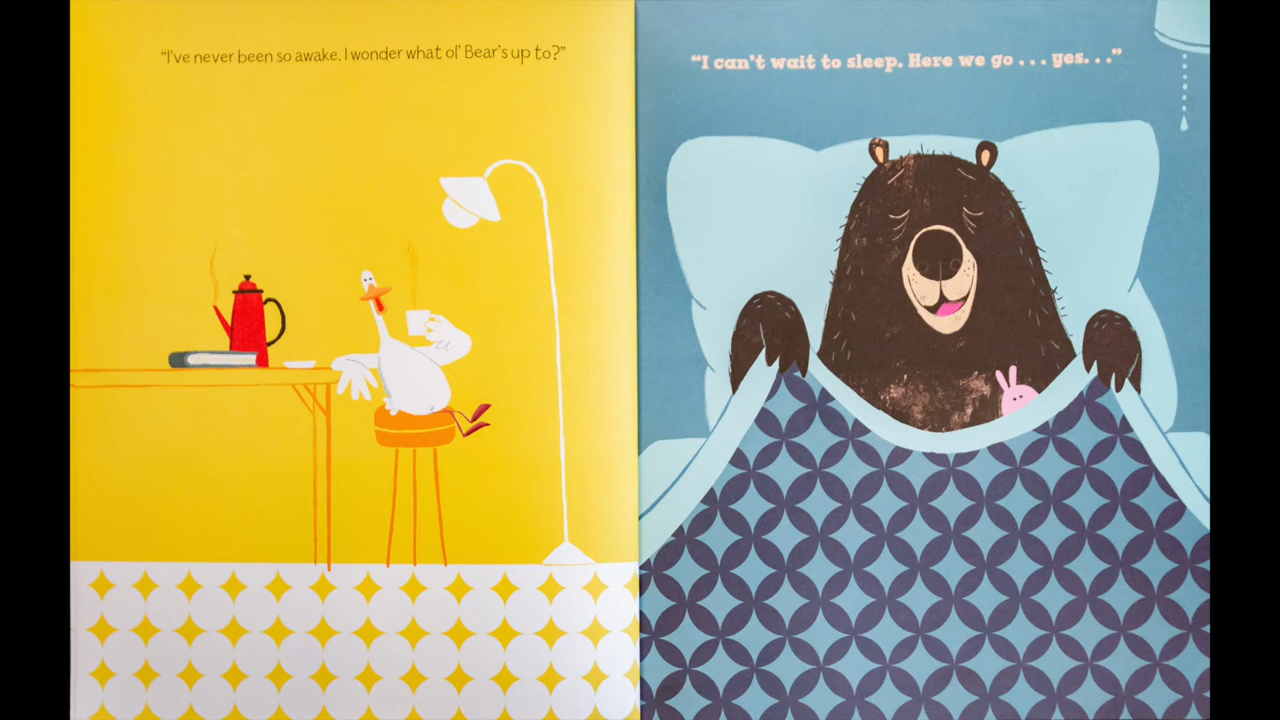 “I’ve never been so awake. I wonder what ol’ Bear’s up to?”
“I can’t wait to sleep. Here we go . . . yes. . .”